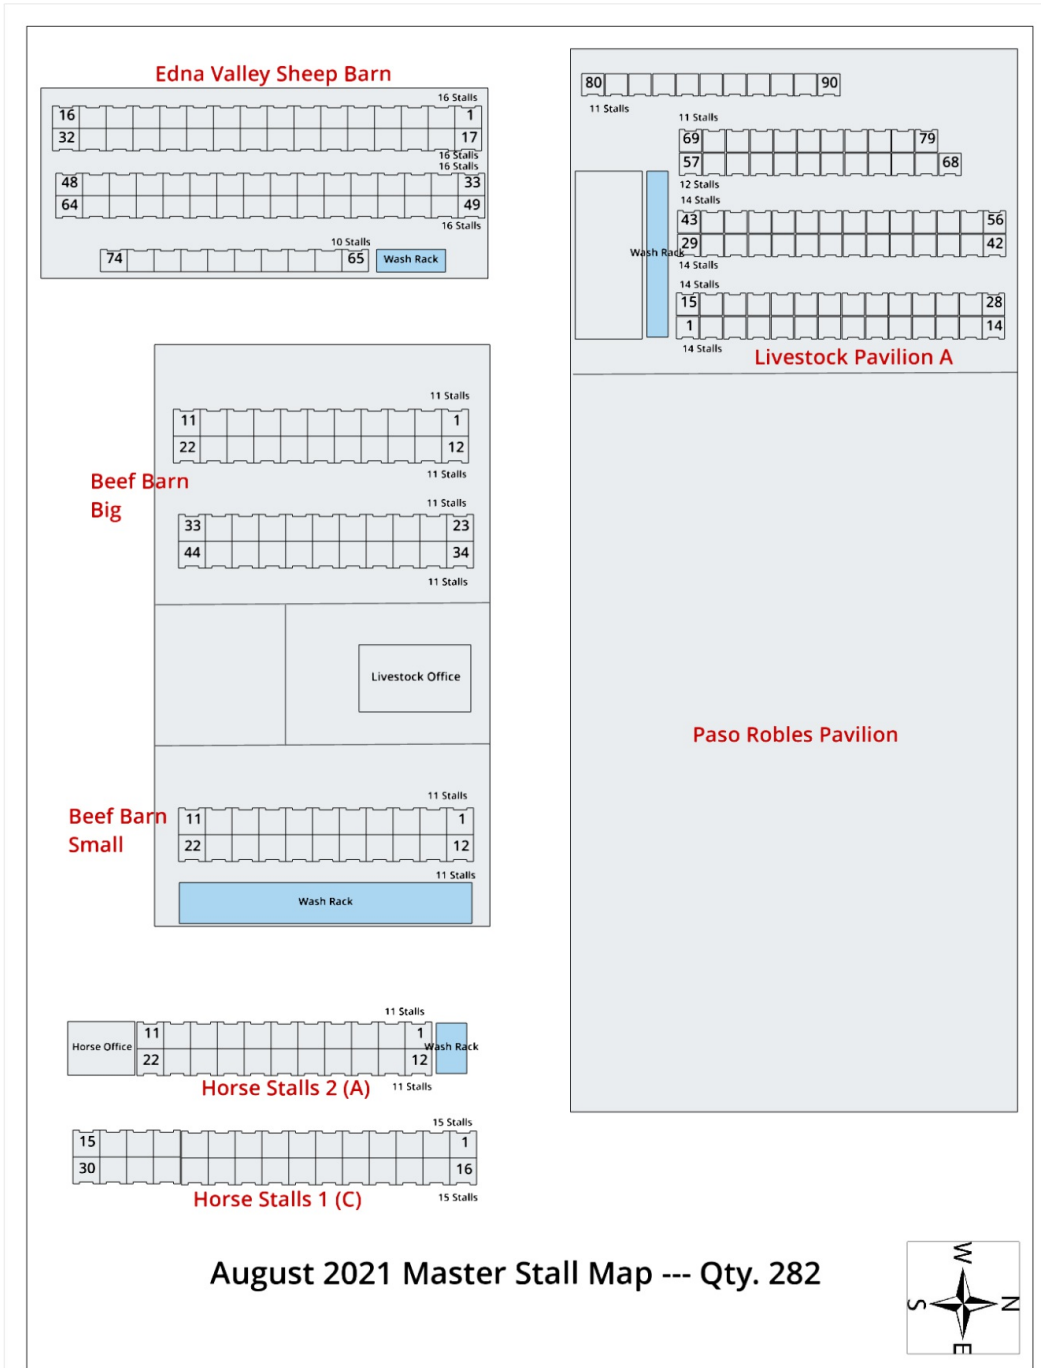 Edna Valley Sheep Barn
16 Stalls
16 1
32 17
16 Stalls
16 Stalls
48 33
64 49
16 Stalls
10 Stalls
74 65 Wash Rack
80 90
11 Stalls
11 Stalls
69 79
57 68
12 Stalls
14 Stalls
43 56
29 42
Wash Rack
14 Stalls
14 Stalls
15 28
1 14
14 Stalls
Livestock Pavilion A
Paso Robles Pavilion
11 Stalls
11 1
22 12
11 Stalls
Beef Barn
Big
11 Stalls
33 23
44 34
11 Stalls
Livestock Office
11 Stalls
Beef Barn
Small
11 1
22 12
11 Stalls
Wash Rack
11 Stalls
Horse Office
11 1
22 12
Wash Rack
Horse Stalls 2 (A)
11 Stalls
15 Stalls
15 1
30 16
Horse Stalls 1 (C)
15 Stalls
August 2021 Master Stall Map --- Qty. 282
W
S N
E